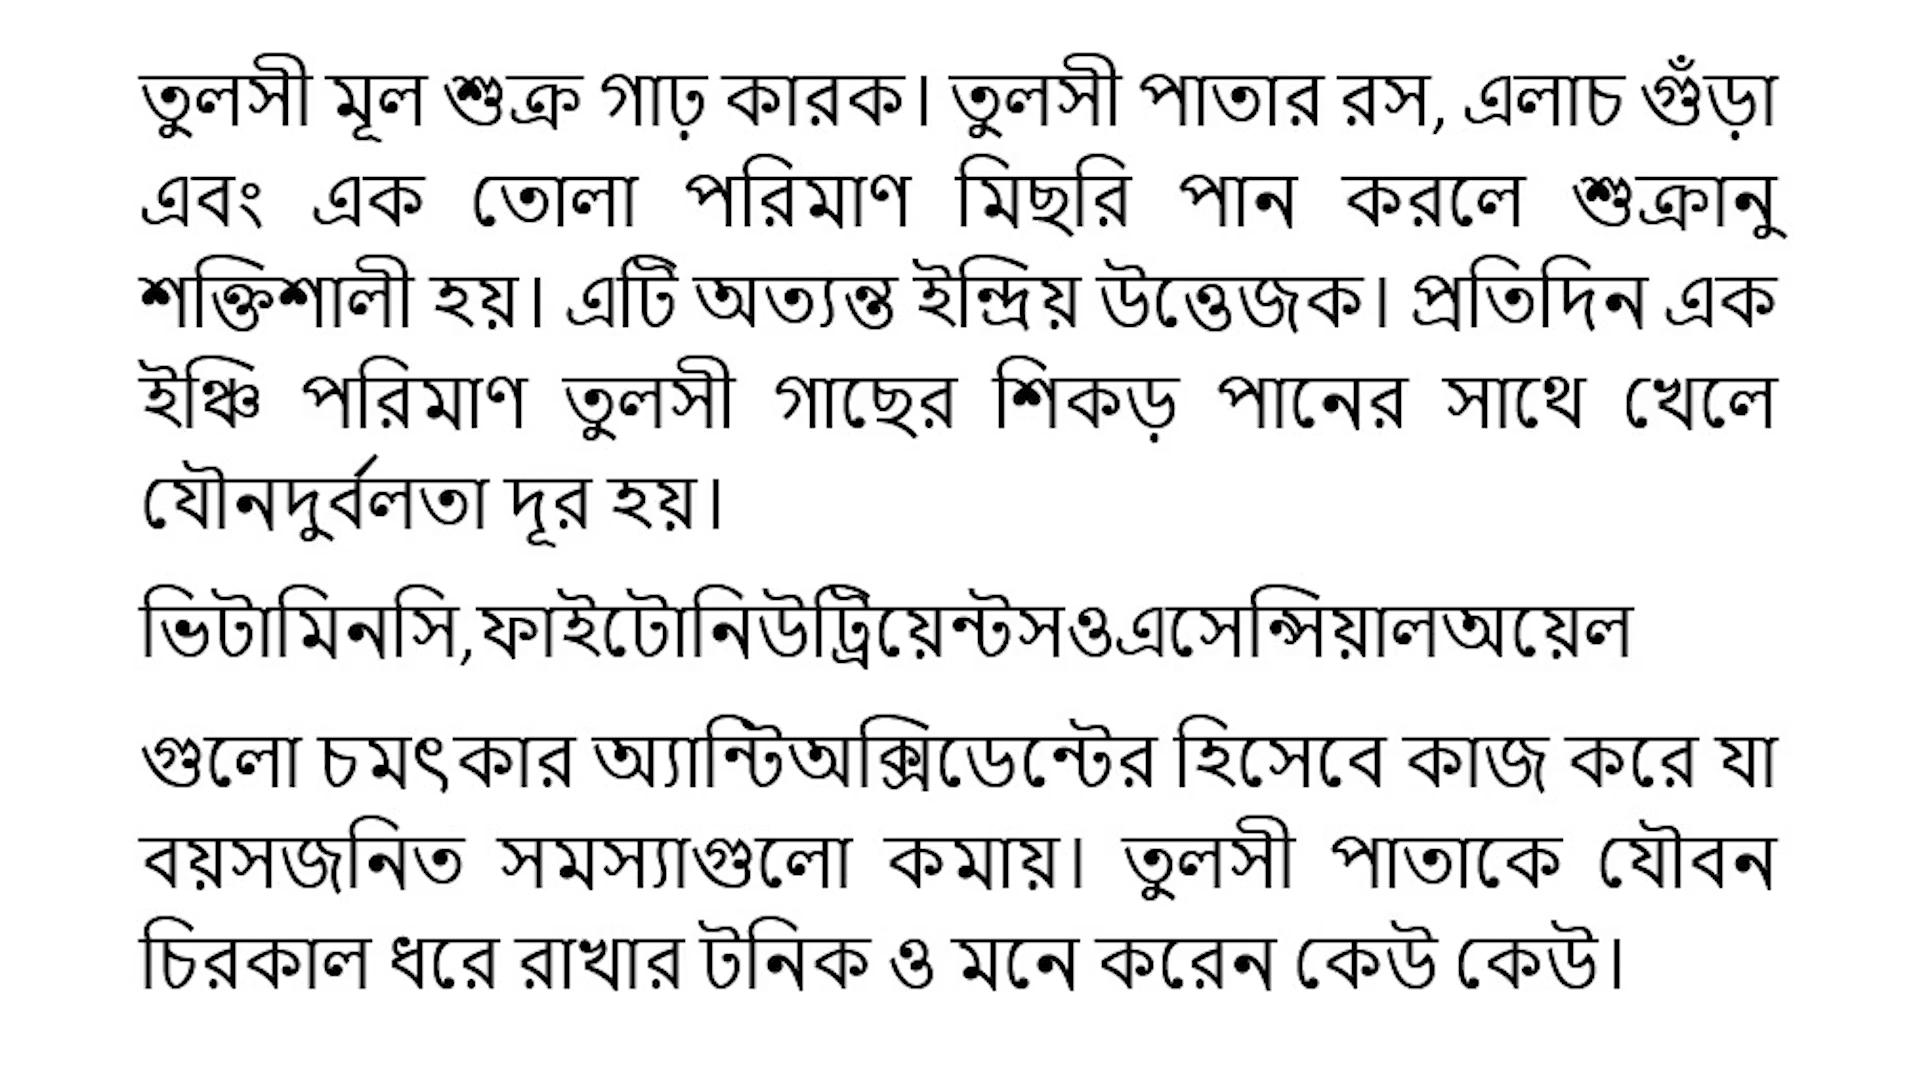 তুলসী মূল শুক্র গাঢ় কারক। তুলসী পাতার রস, এলাচ গুঁড়া
এবং এক তোলা পরিমাণ মিছরি পান করলে শুক্রানু
শক্তিশালী হয়। এটি অত্যন্ত ইন্দ্রিয় উত্তেজক। প্রতিদিন এক
ইঞ্চি পরিমাণ তুলসী গাছের শিকড় পানের সাথে খেলে
যৌনদুর্বলতা দূর হয়।
ভিটামিনসি,ফাইটোনিউট্রিয়েন্টসওএসেন্সিয়ালঅয়েল
গুলো চমৎকার অ্যান্টিঅক্সিডেন্টের হিসেবে কাজ করে যা
বয়সজনিত সমস্যাগুলো কমায়। তুলসী পাতাকে যৌবন
চিরকাল ধরে রাখার টনিক ও মনে করেন কেউ কেউ।